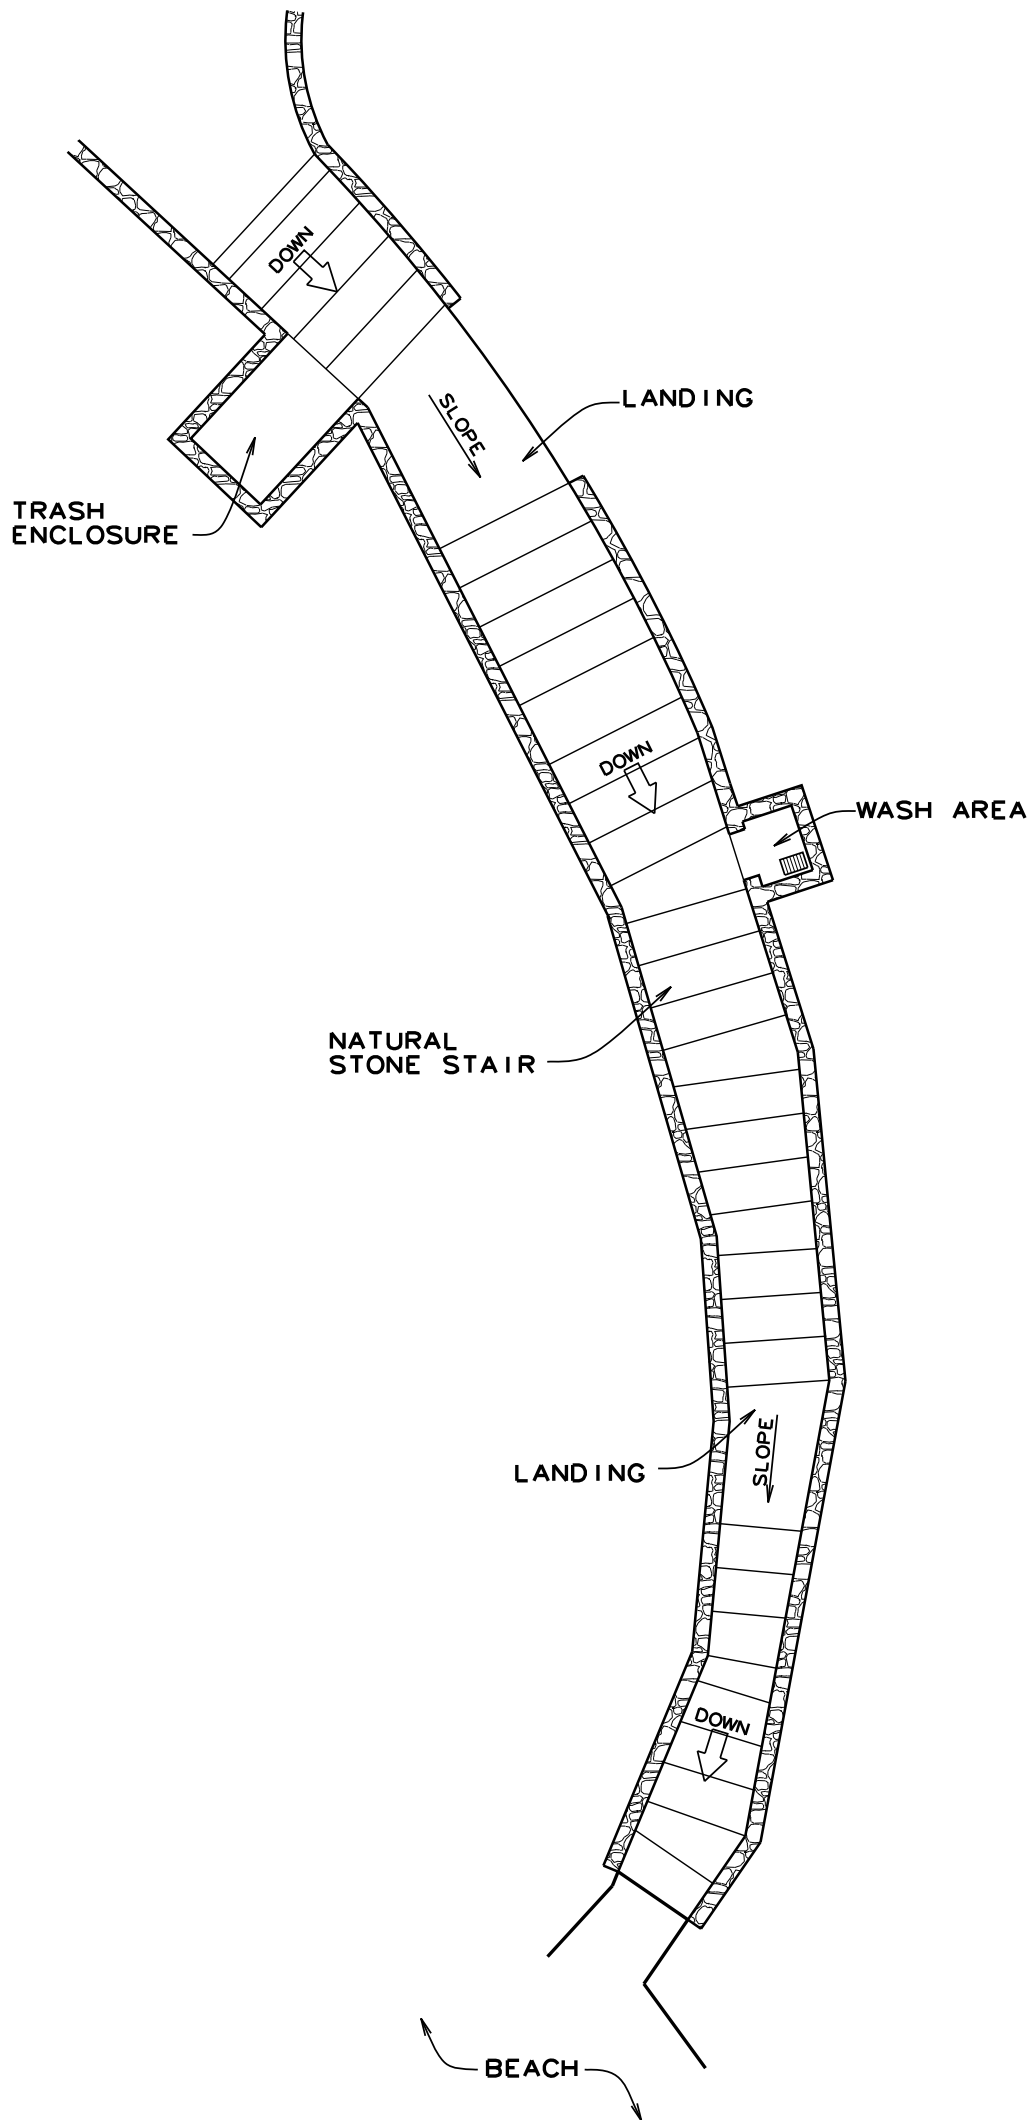 DOWN
LANDING
SLOPE
TRASH
ENCLOSURE
DOWN
WASH AREA
NATURAL
STONE STAIR
SLOPE
LANDING
DOWN
BEACH